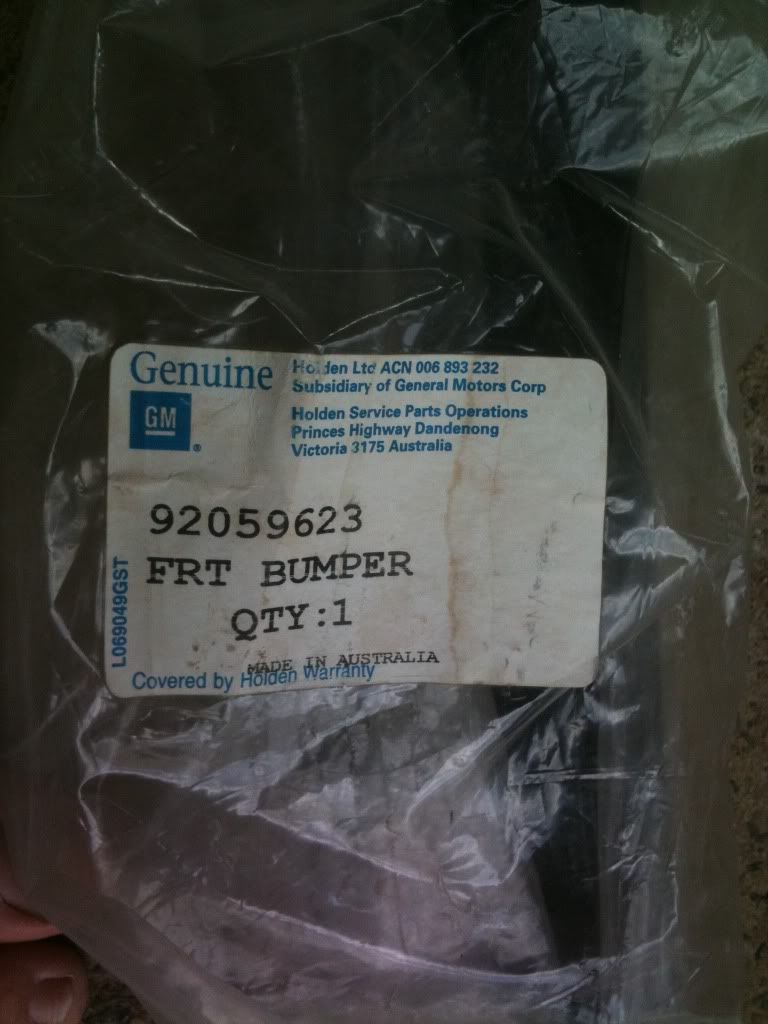 Genuine
GM
®
Holden Ltd ACN 006 893 232
Subsidiary of General Motors Corp
Holden Service Parts Operations
Princes Highway Dandenong
Victoria 3175 Australia
92059623
FRT BUMPER
QTY:1
L069049GST
MADE IN AUSTRALIA
Covered by Holden Warranty